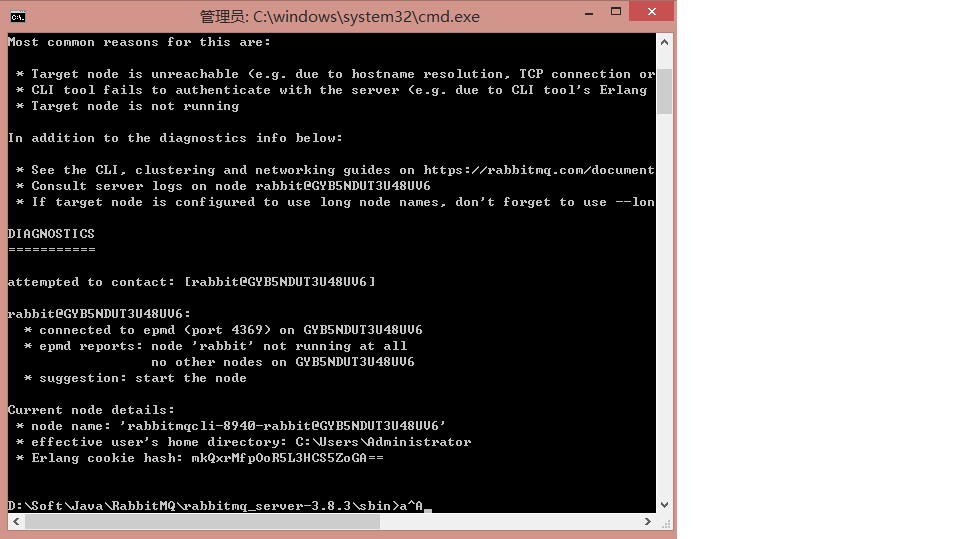 管理员: C:\windows\system32\cmd.exe
Most common reasons for this are:
* Target node is unreachable (e.g. due to hostname resolution, TCP connection or
* CLI tool fails to authenticate with the server (e.g. due to CLI tool's Erlang
* Target node is not running
In addition to the diagnostics info below:
* See the CLI, clustering and networking guides on https://rabbitmq.com/document
* Consult server logs on node rabbit@GYB5NDUT3U48UV6
* If target node is configured to use long node names, don't forget to use --lon
DIAGNOSTICS
===========
attempted to contact: [rabbit@GYB5NDUT3U48UV6]
rabbit@GYB5NDUT3U48UV6:
* connected to epmd (port 4369) on GYB5NDUT3U48UV6
* epmd reports: node 'rabbit' not running at all
no other nodes on GYB5NDUT3U48UV6
* suggestion: start the node
Current node details:
* node name: 'rabbitmqcli-8940-rabbit@GYB5NDUT3U48UV6'
* effective user's home directory: C:\Users\Administrator
* Erlang cookie hash: mkQxrMfpOoR5L3HCS5ZoGA==
D:\Soft\Java\RabbitMQ\rabbitmq_server-3.8.3\sbin>a^A